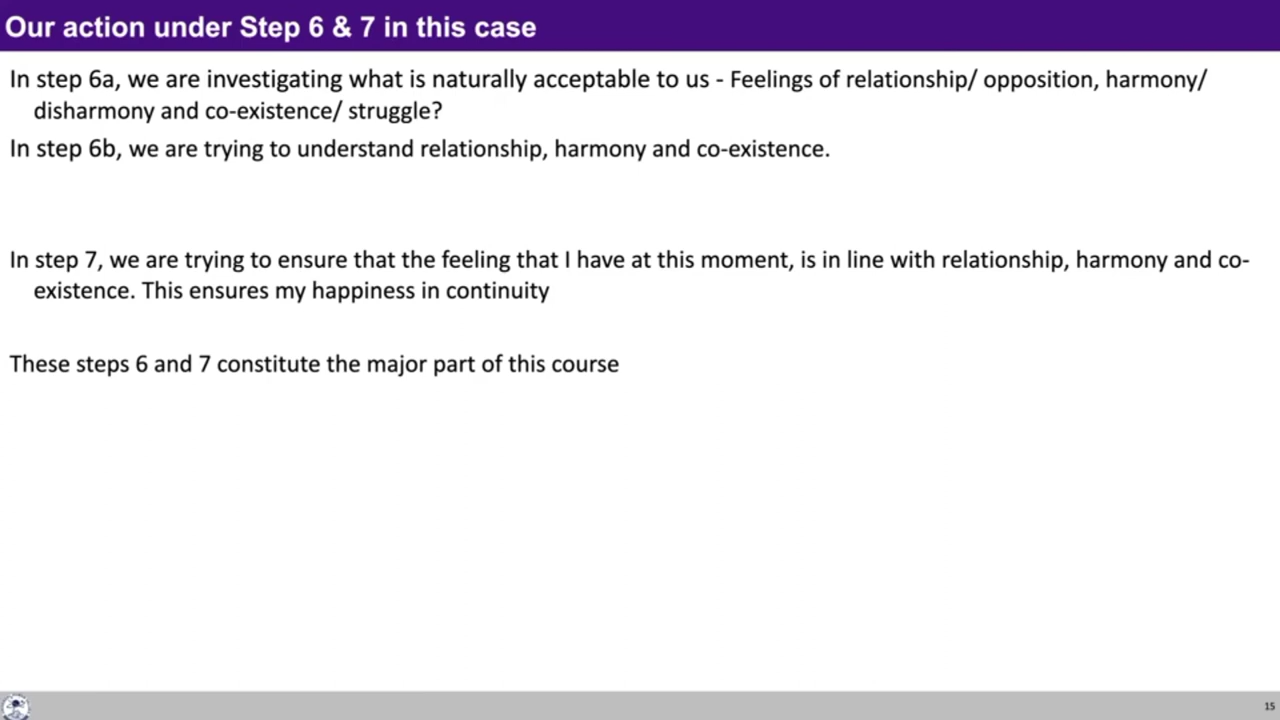 Our action under Step 6 & 7 in this case
In step 6a, we are investigating what is naturally acceptable to us - Feelings of relationship/ opposition, harmony/
disharmony and co-existence/ struggle?
In step 6b, we are trying to understand relationship, harmony and co-existence.
In step 7, we are trying to ensure that the feeling that I have at this moment, is in line with relationship, harmony and co-
existence. This ensures my happiness in continuity
These steps 6 and 7 constitute the major part of this course
15